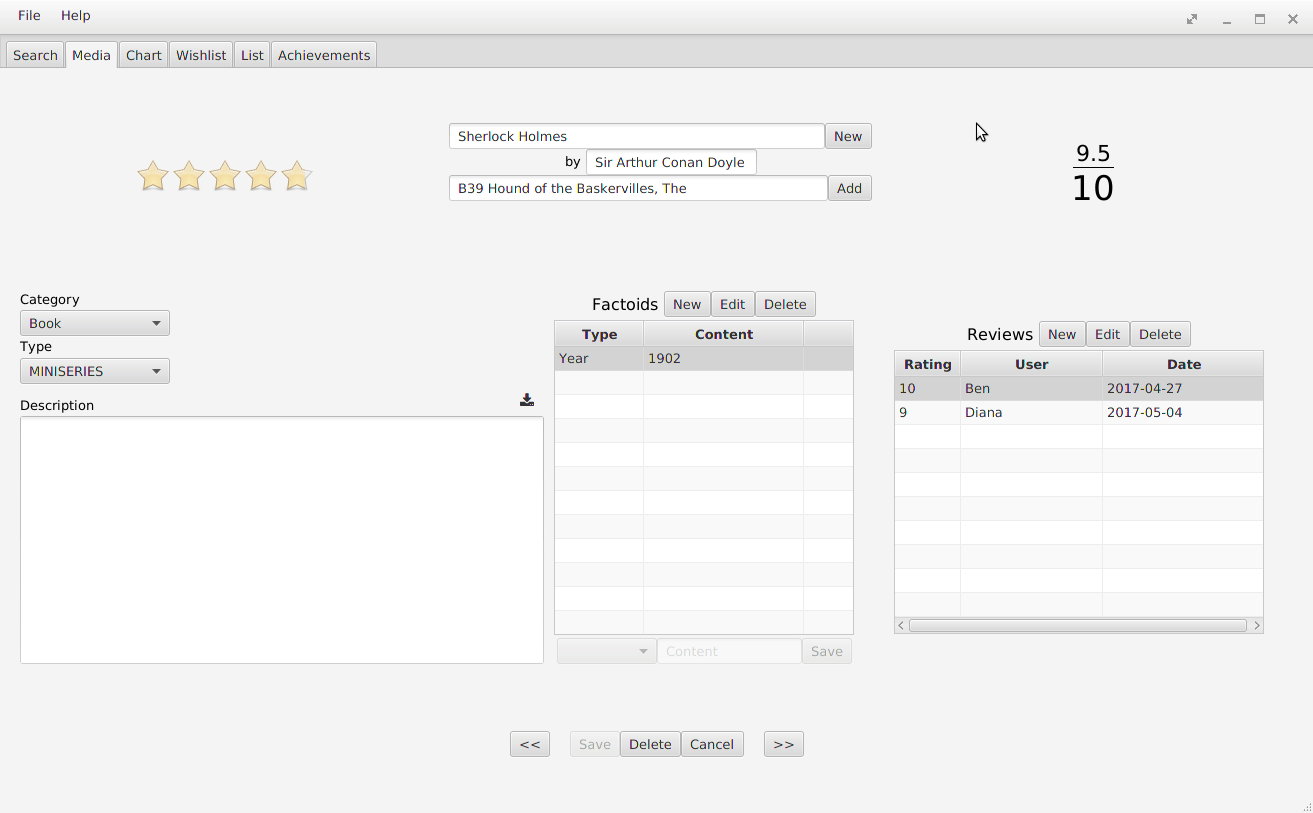 File Help
Search Media Chart Wishlist List Achievements
Sherlock Holmes New
by Sir Arthur Conan Doyle
B39 Hound of the Baskervilles, The Add
9.5
10
Category
Book
Type
MINISERIES
Description
Factoids New Edit Delete
Type Content
Year 1902
Content Save
Reviews New Edit Delete
Rating User Date
10 Ben 2017-04-27
9 Diana 2017-05-04
<< Save Delete Cancel >>